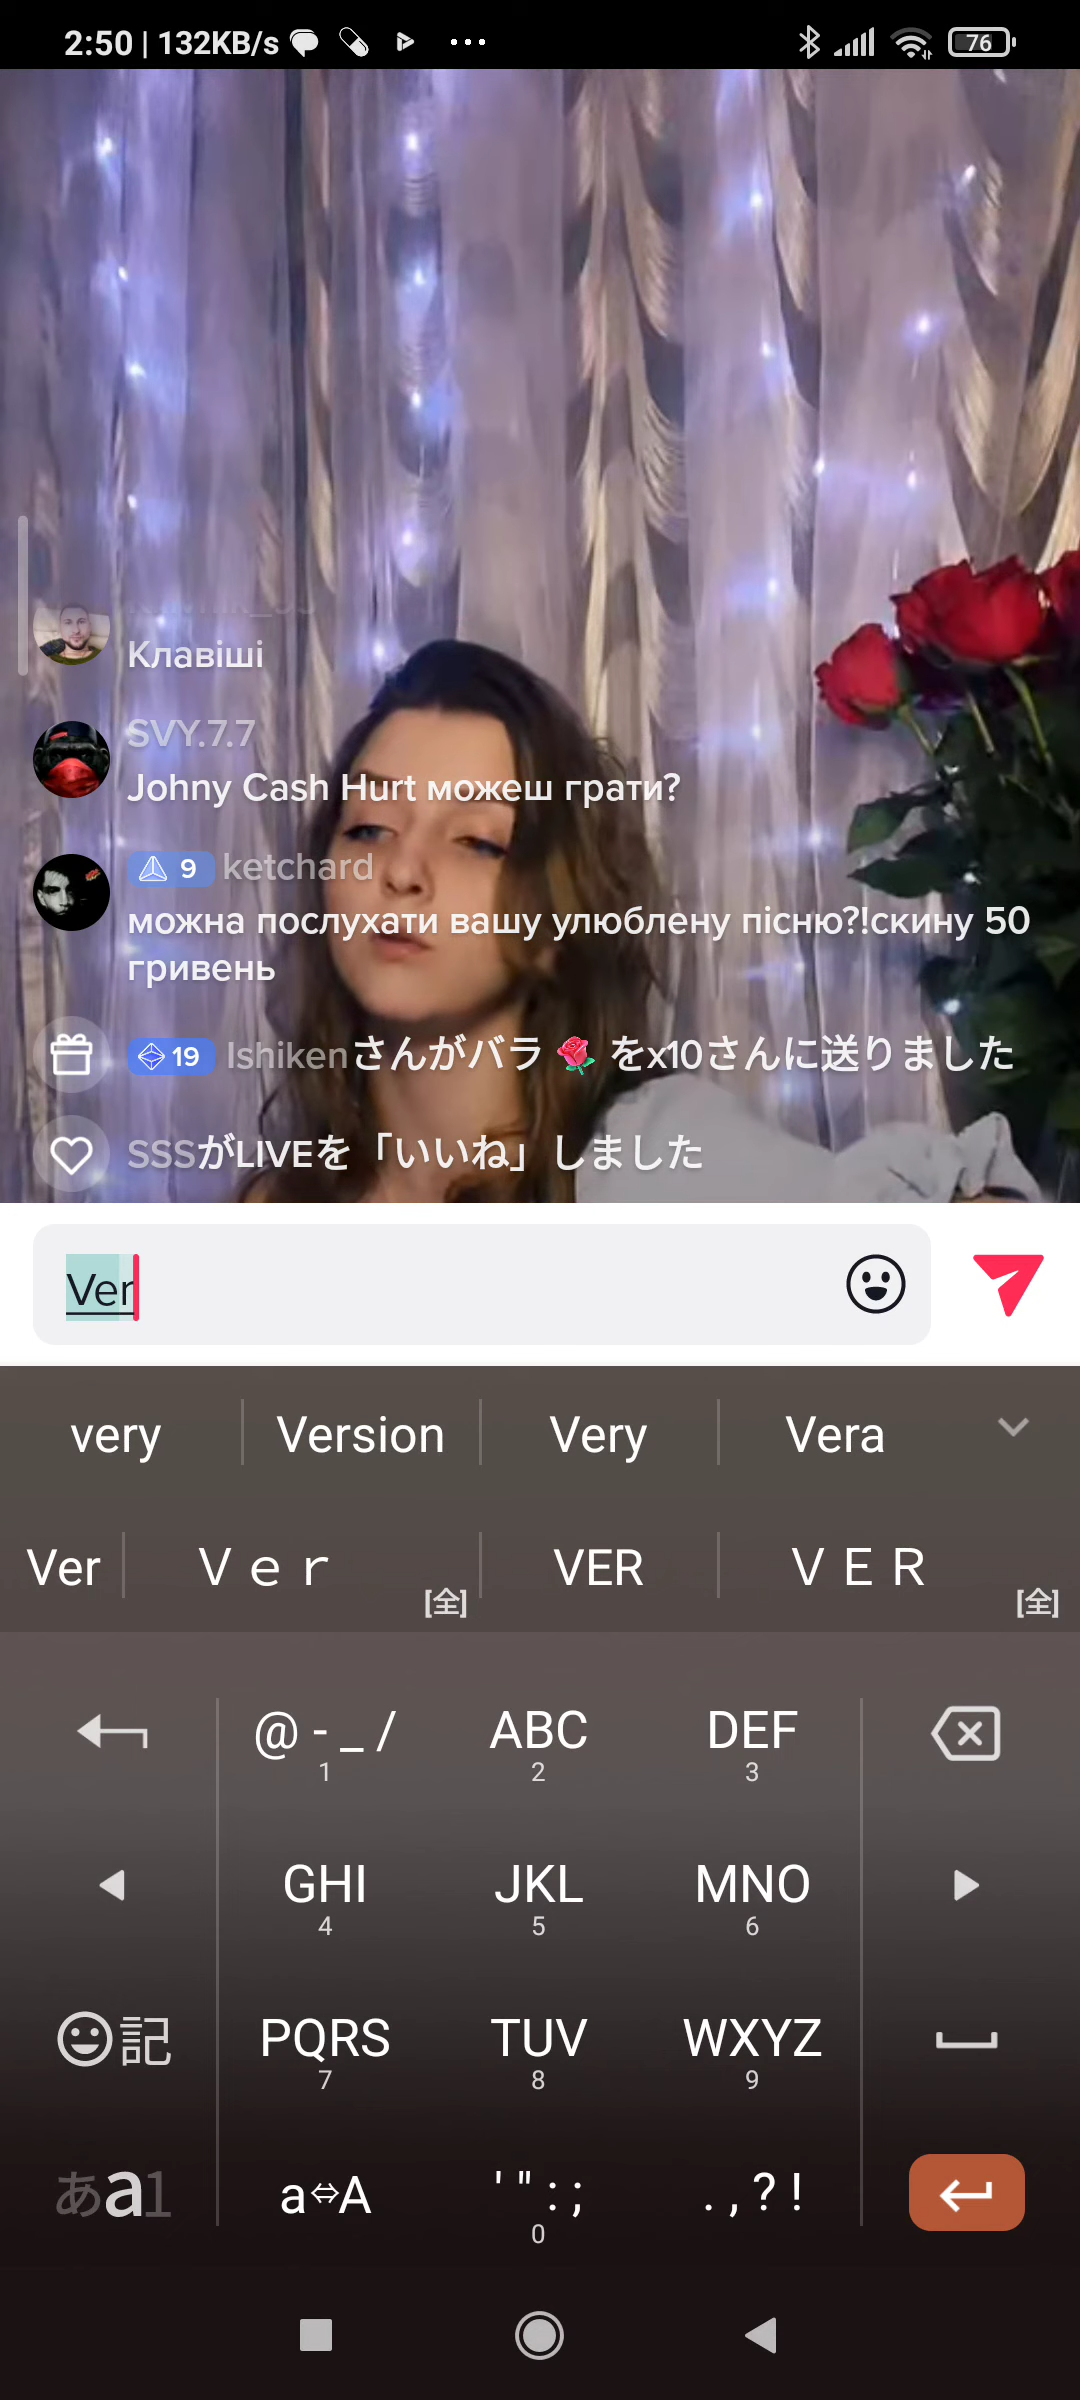 2:50 | 132KB/s
76
Клавіші
SVY.7.7
Johny Cash Hurt можеш грати?
9 ketchard
можна послухати вашу улюблену пісню?!скину 50
гривень
19 Ishikenさんがバラ 🌹 をx10さんに送りました
SSSがLIVEを「いいね」しました
Ver
very Version Very Vera
Ver Ｖｅｒ [全] VER ＶＥＲ [全]
@-_/ ABC DEF
1 2 3
GHI JKL MNO
4 5 6
記 PQRS TUV WXYZ
7 8 9
あa1 a⇔A '":; .,?!
0